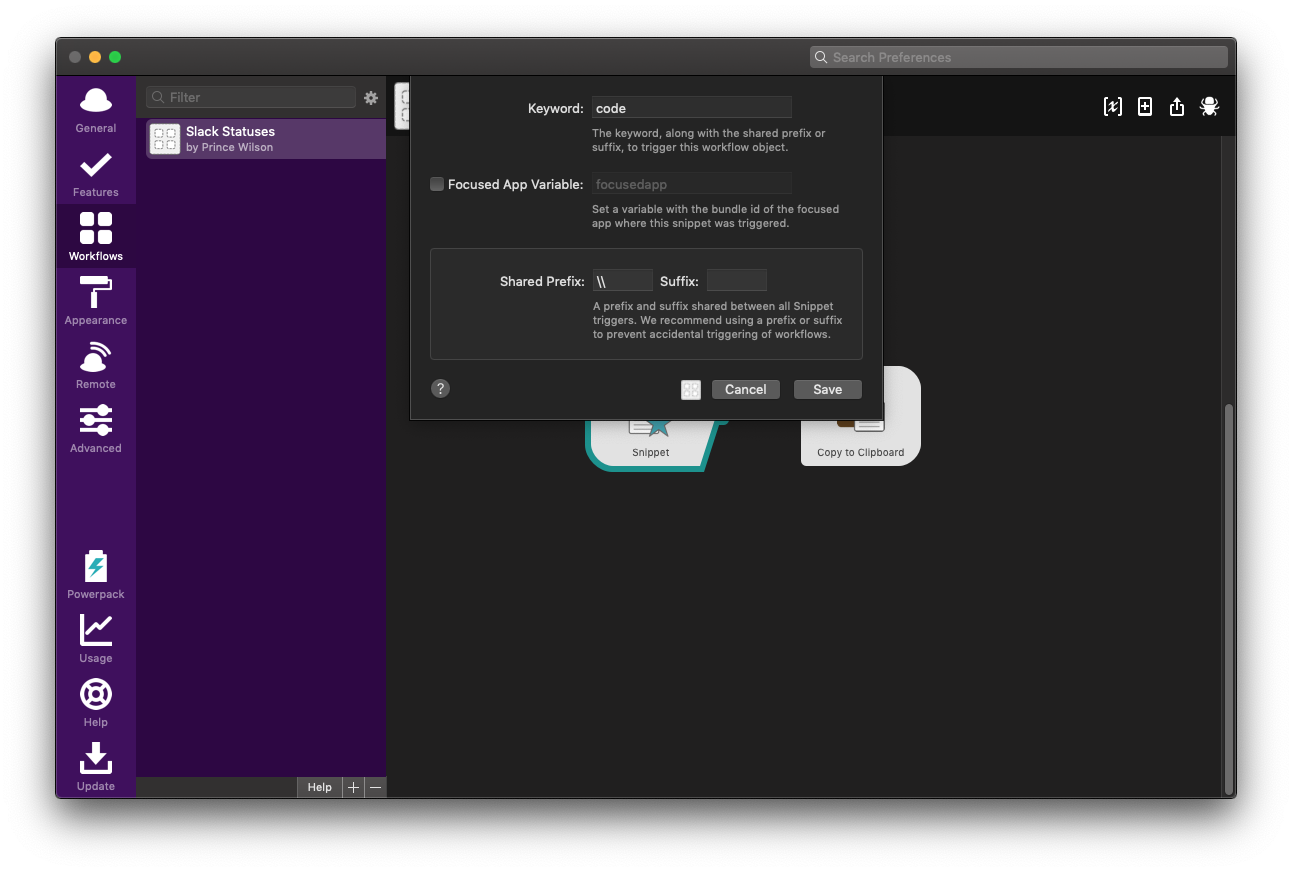 Search Preferences
General
Features
Workflows
Appearance
Remote
Advanced
Powerpack
Usage
Help
Update
Filter
Slack Statuses
by Prince Wilson
Help
Keyword: code
The keyword, along with the shared prefix or
suffix, to trigger this workflow object.
Focused App Variable: focusedapp
Set a variable with the bundle id of the focused
app where this snippet was triggered.
Shared Prefix: \\ Suffix:
A prefix and suffix shared between all Snippet
triggers. We recommend using a prefix or suffix
to prevent accidental triggering of workflows.
? Cancel Save
Snippet
Copy to Clipboard